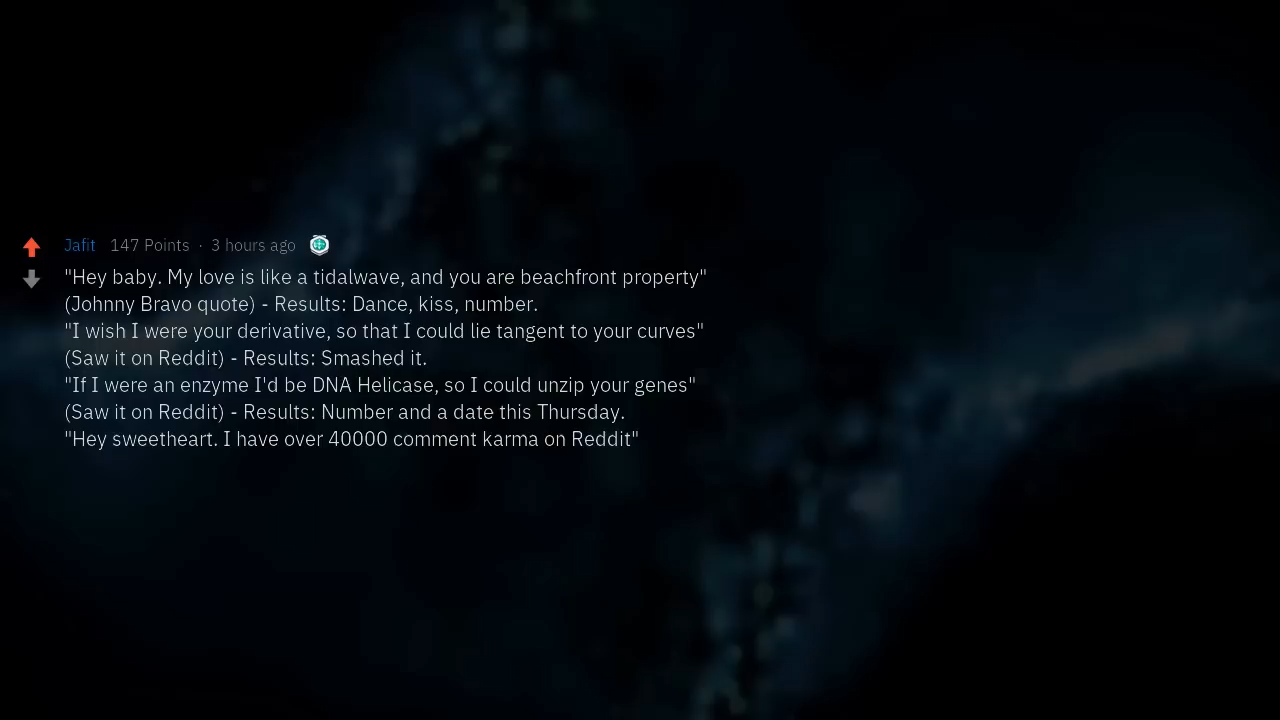 Jafit 147 Points · 3 hours ago
"Hey baby. My love is like a tidalwave, and you are beachfront property"
(Johnny Bravo quote) - Results: Dance, kiss, number.
"I wish I were your derivative, so that I could lie tangent to your curves"
(Saw it on Reddit) - Results: Smashed it.
"If I were an enzyme I'd be DNA Helicase, so I could unzip your genes"
(Saw it on Reddit) - Results: Number and a date this Thursday.
"Hey sweetheart. I have over 40000 comment karma on Reddit"